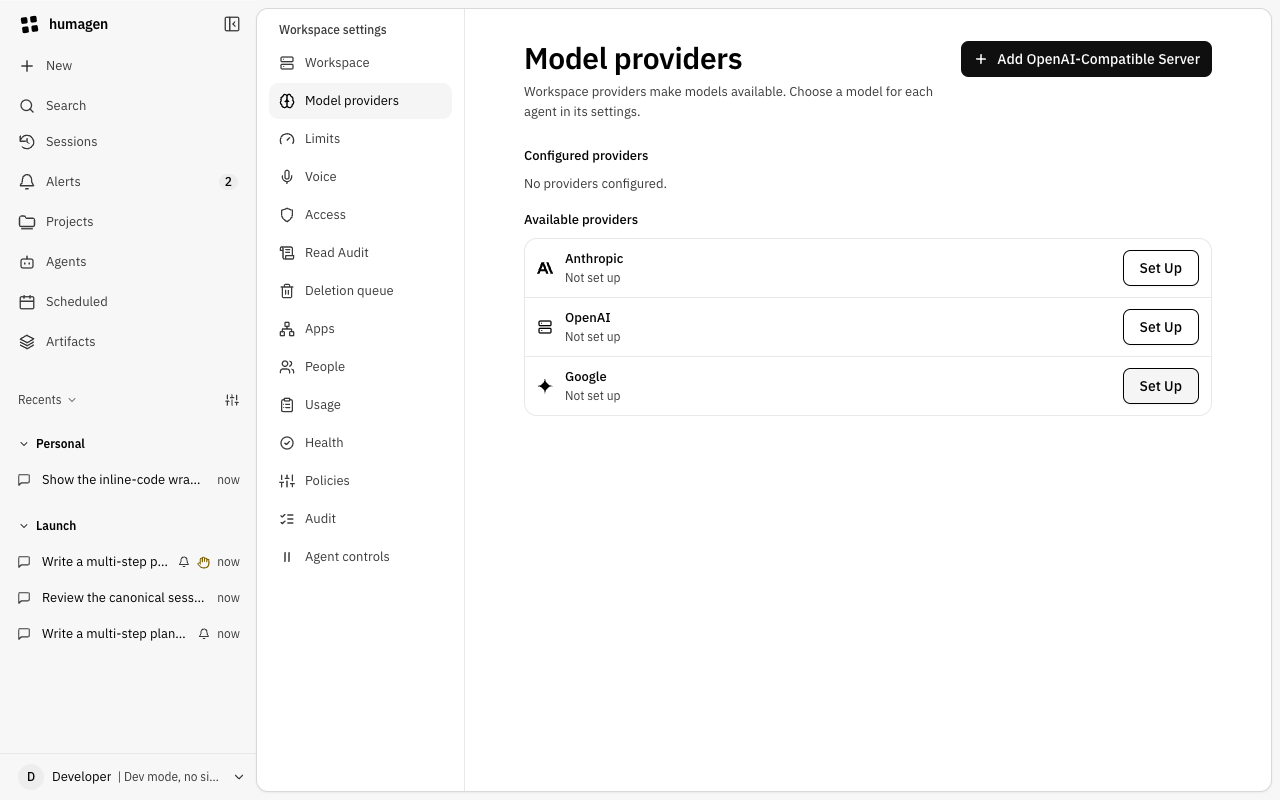 humagen
New
Search
Sessions
Alerts 2
Projects
Agents
Scheduled
Artifacts
Recents
Personal
Show the inline-code wra... now
Launch
Write a multi-step p... now
Review the canonical sess... now
Write a multi-step plan... now
D Developer | Dev mode, no si...
Workspace settings
Workspace
Model providers
Limits
Voice
Access
Read Audit
Deletion queue
Apps
People
Usage
Health
Policies
Audit
Agent controls
Model providers
Add OpenAI-Compatible Server
Workspace providers make models available. Choose a model for each
agent in its settings.
Configured providers
No providers configured.
Available providers
Anthropic
Not set up
Set Up
OpenAI
Not set up
Set Up
Google
Not set up
Set Up